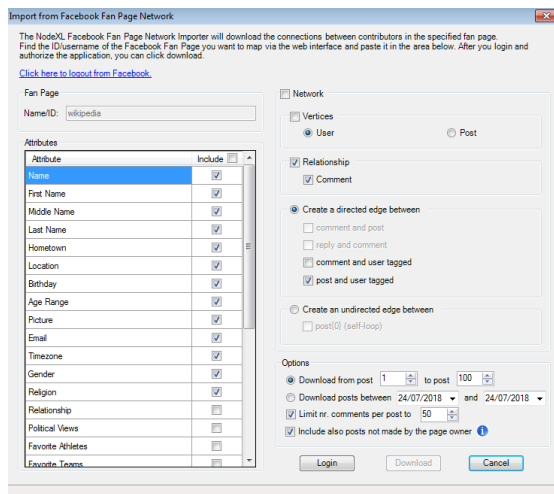 Import from Facebook Fan Page Network
The NodeXL Facebook Fan Page Network Importer will download the connections between contributors in the specified fan page.
Find the ID/username of the Facebook Fan Page you want to map via the web interface and paste it in the area below. After you login and
authorize the application, you can click download.
Click here to logout from Facebook.
Fan Page
Name/ID: wikipedia
Attributes
Attribute Include
Name
First Name
Middle Name
Last Name
Hometown
Location
Birthday
Age Range
Picture
Email
Timezone
Gender
Religion
Relationship
Political Views
Favorite Athletes
Favorite Teams
Network
Vertices
User Post
Relationship
Comment
Create a directed edge between
comment and post
reply and comment
comment and user tagged
post and user tagged
Create an undirected edge between
post{0} (self-loop)
Options
Download from post 1 to post 100
Download posts between 24/07/2018 and 24/07/2018
Limit nr. comments per post to 50
Include also posts not made by the page owner
Login Download Cancel